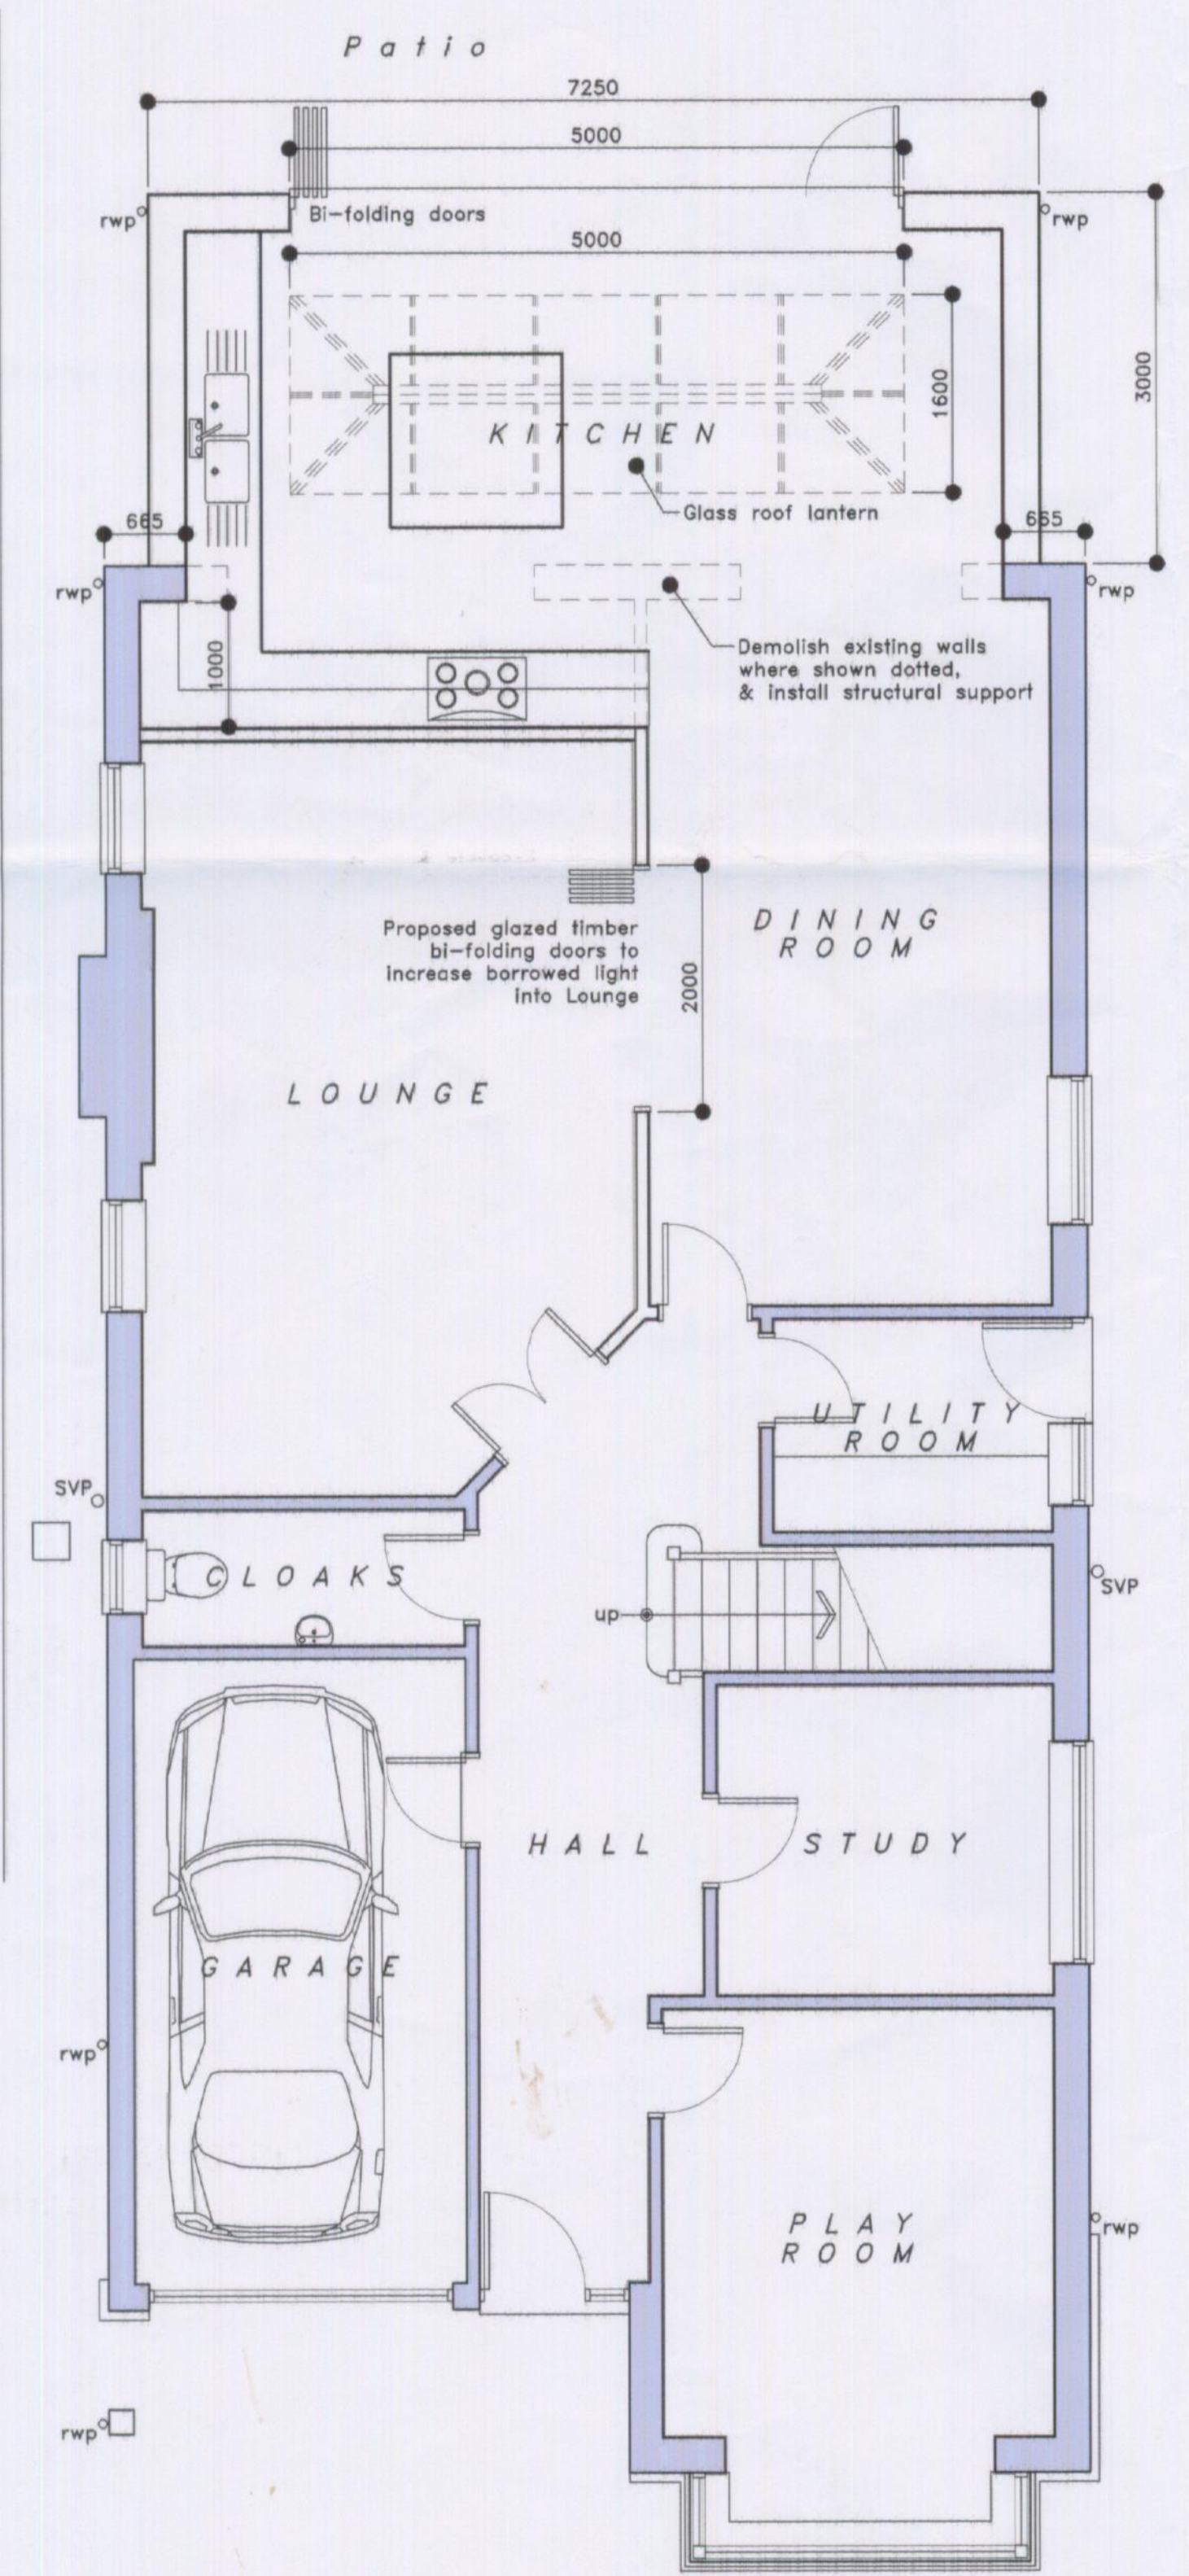 Patio
7250
5000
rwp
Bi-folding doors
rwp
5000
1600
3000
KITCHEN
Glass roof lantern
665
665
rwp
rwp
1000
Demolish existing walls
where shown dotted,
& install structural support
DINING
ROOM
Proposed glazed timber
bi-folding doors to
increase borrowed light
into Lounge
2000
LOUNGE
UTILITY
ROOM
SVP
CLOAKS
SVP
up
HALL
STUDY
GARAGE
rwp
PLAY
ROOM
rwp
rwp